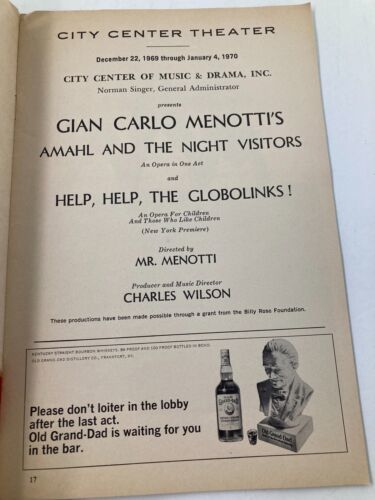 CITY CENTER THEATER
December 22, 1969 through January 4, 1970
CITY CENTER OF MUSIC & DRAMA, INC.
Norman Singer, General Administrator
presents
GIAN CARLO MENOTTI'S
AMAHL AND THE NIGHT VISITORS
An Opera in One Act
and
HELP, HELP, THE GLOBOLINKS!
An Opera For Children
And Those Who Like Children
(New York Premiere)
Directed by
MR. MENOTTI
Producer and Music Director
CHARLES WILSON
These productions have been made possible through a grant from the Billy Rose Foundation.
KENTUCKY STRAIGHT BOURBON WHISKEYS, 86 PROOF AND 100 PROOF BOTTLED IN BOND.
OLD GRAND-DAD DISTILLERY CO., FRANKFORT, KY.
Please don't loiter in the lobby
after the last act.
Old Grand-Dad is waiting for you
in the bar.
Old Grand-Dad
17